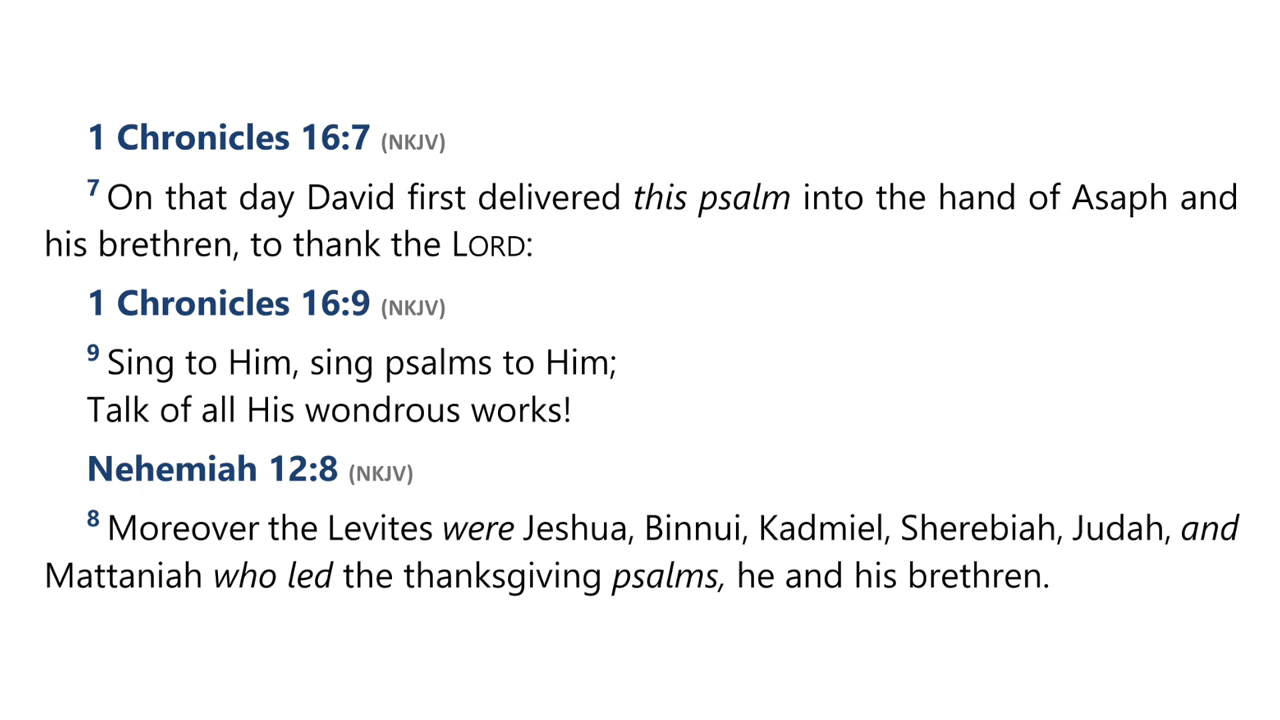 1 Chronicles 16:7 (NKJV)
7 On that day David first delivered this psalm into the hand of Asaph and
his brethren, to thank the LORD:
1 Chronicles 16:9 (NKJV)
9 Sing to Him, sing psalms to Him;
Talk of all His wondrous works!
Nehemiah 12:8 (NKJV)
8 Moreover the Levites were Jeshua, Binnui, Kadmiel, Sherebiah, Judah, and
Mattaniah who led the thanksgiving psalms, he and his brethren.